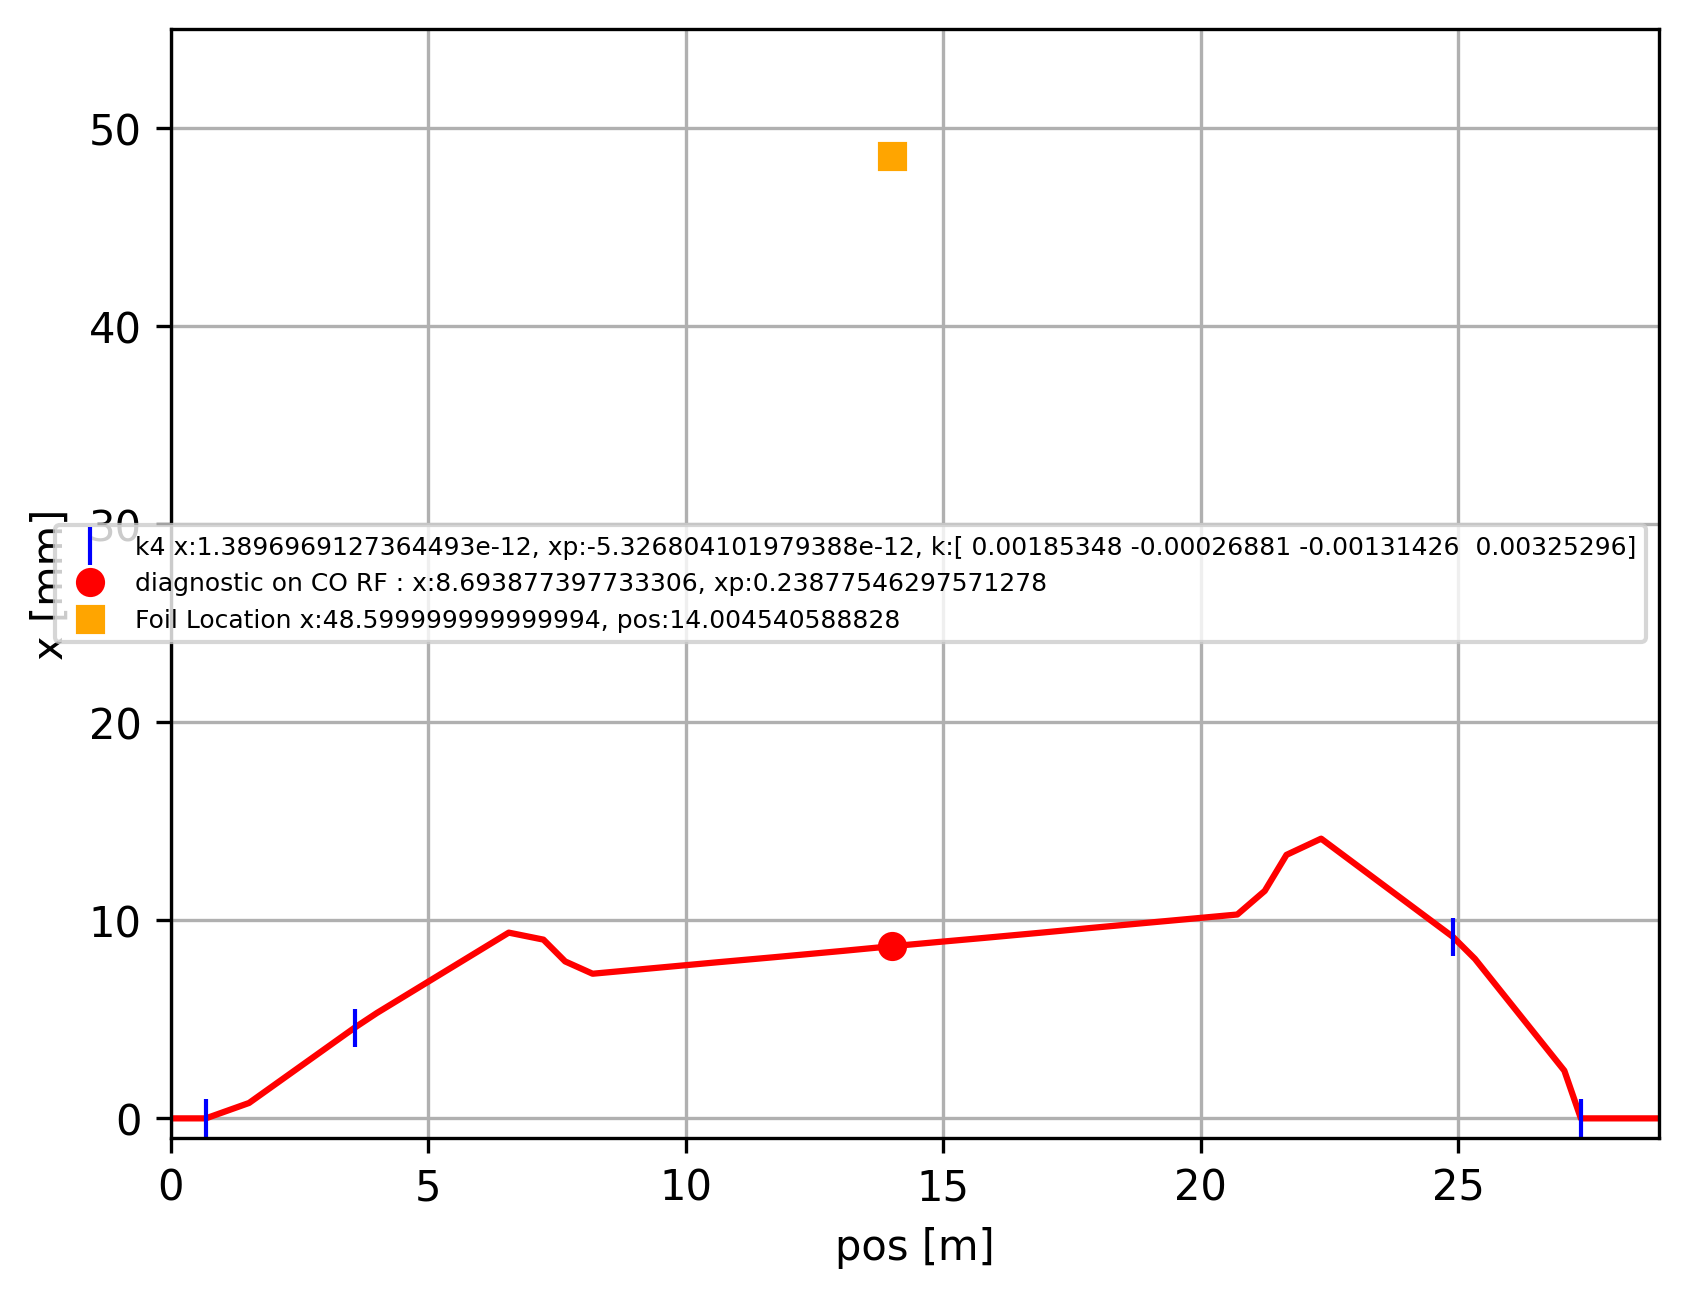 50
40
30
k4 x:1.3896969127364493e-12, xp:-5.326804101979388e-12, k:[ 0.00185348 -0.00026881 -0.00131426  0.00325296]
diagnostic on CO RF : x:8.693877397733306, xp:0.23877546297571278
Foil Location x:48.599999999999994, pos:14.004540588828
x [mm]
20
10
0
0 5 10 15 20 25
pos [m]